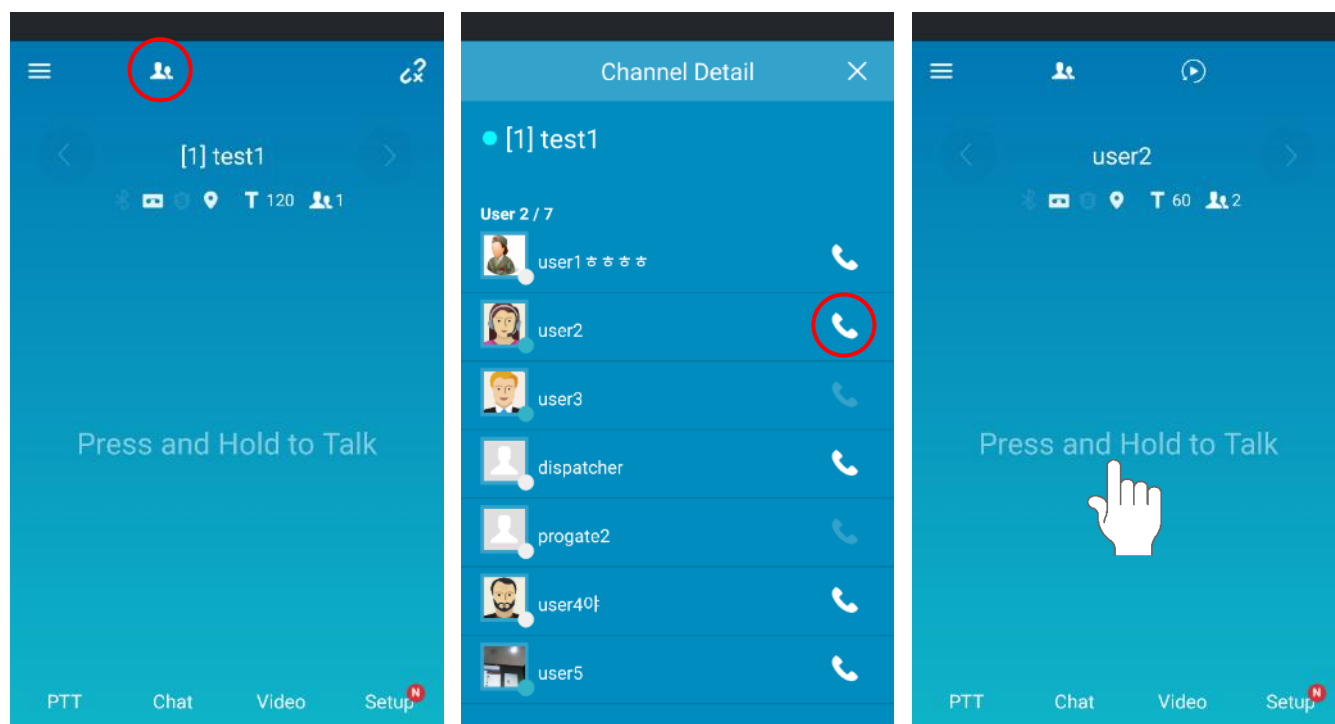 [1] test1
T 120 1
Press and Hold to Talk
PTT Chat Video Setup N
Channel Detail
[1] test1
User 2 / 7
user1ㅎㅎㅎㅎ
user2
user3
dispatcher
progate2
user4야
user5
user2
T 60 2
Press and Hold to Talk
PTT Chat Video Setup N